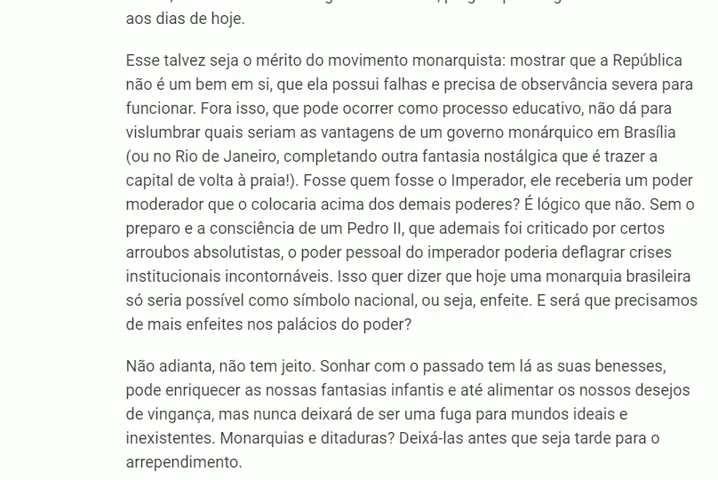 aos dias de hoje.
Esse talvez seja o mérito do movimento monarquista: mostrar que a República
não é um bem em si, que ela possui falhas e precisa de observância severa para
funcionar. Fora isso, que pode ocorrer como processo educativo, não dá para
vislumbrar quais seriam as vantagens de um governo monárquico em Brasília
(ou no Rio de Janeiro, completando outra fantasia nostálgica que é trazer a
capital de volta à praia!). Fosse quem fosse o Imperador, ele receberia um poder
moderador que o colocaria acima dos demais poderes? É lógico que não. Sem o
preparo e a consciência de um Pedro II, que ademais foi criticado por certos
arroubos absolutistas, o poder pessoal do imperador poderia deflagrar crises
institucionais incontornáveis. Isso quer dizer que hoje uma monarquia brasileira
só seria possível como símbolo nacional, ou seja, enfeite. E será que precisamos
de mais enfeites nos palácios do poder?
Não adianta, não tem jeito. Sonhar com o passado tem lá as suas benesses,
pode enriquecer as nossas fantasias infantis e até alimentar os nossos desejos
de vingança, mas nunca deixará de ser uma fuga para mundos ideais e
inexistentes. Monarquias e ditaduras? Deixá-las antes que seja tarde para o
arrependimento.